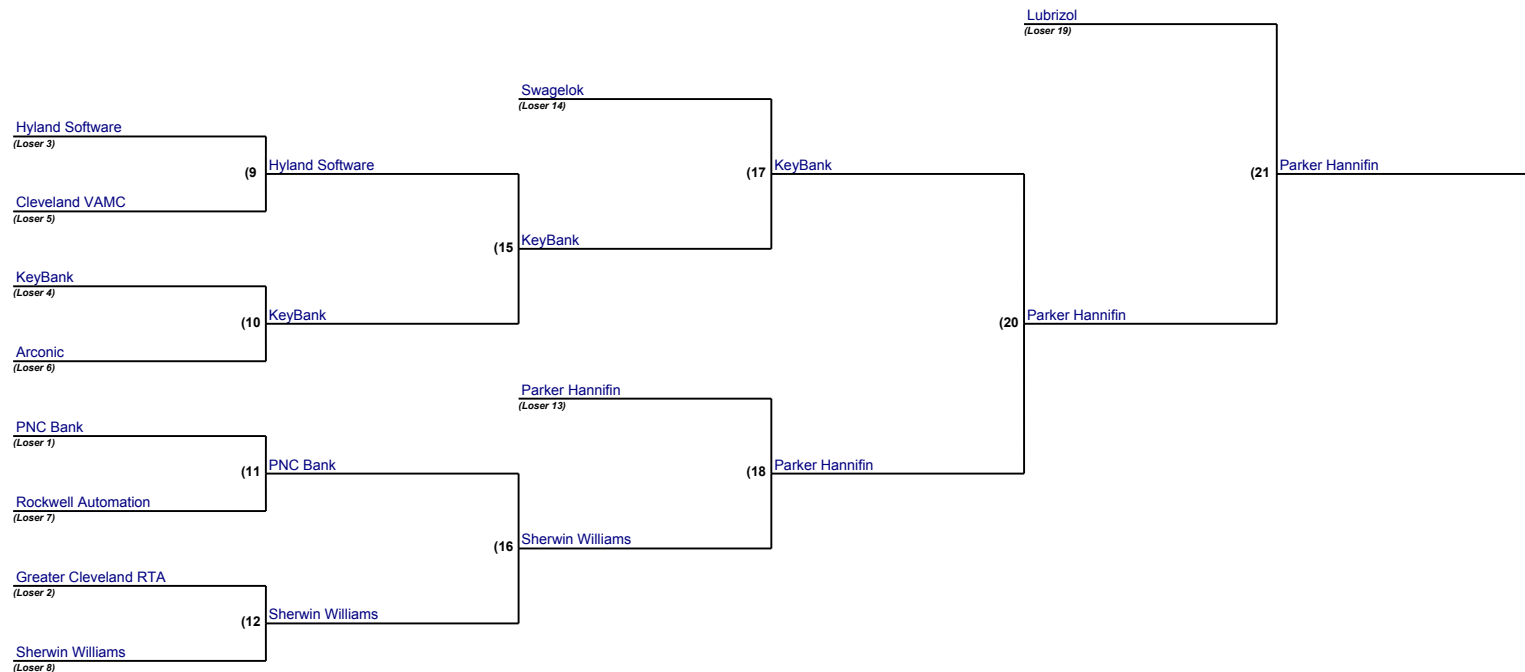 Lubrizol
(Loser 19)
Swagelok
(Loser 14)
Hyland Software
(Loser 3)
(9 Hyland Software
(17 KeyBank
(21 Parker Hannifin
Cleveland VAMC
(Loser 5)
(15 KeyBank
KeyBank
(Loser 4)
(10 KeyBank
(20 Parker Hannifin
Arconic
(Loser 6)
Parker Hannifin
(Loser 13)
PNC Bank
(Loser 1)
(11 PNC Bank
(18 Parker Hannifin
Rockwell Automation
(Loser 7)
(16 Sherwin Williams
Greater Cleveland RTA
(Loser 2)
(12 Sherwin Williams
Sherwin Williams
(Loser 8)